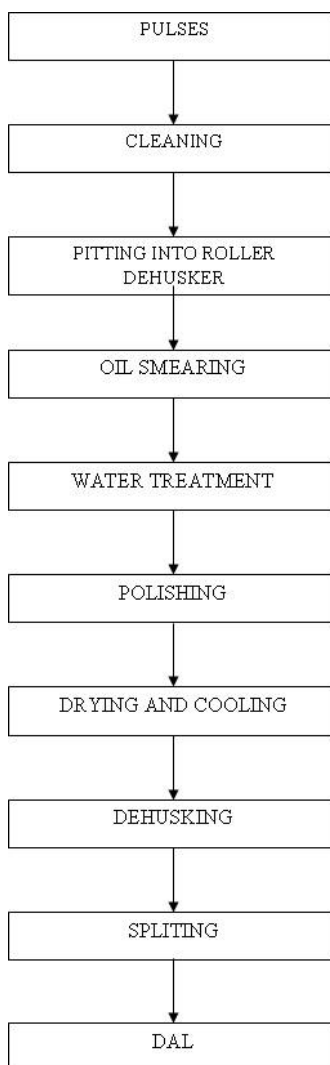 PULSES
CLEANING
PITTING INTO ROLLER
DEHUSKER
OIL SMEARING
WATER TREATMENT
POLISHING
DRYING AND COOLING
DEHUSKING
SPLITING
DAL